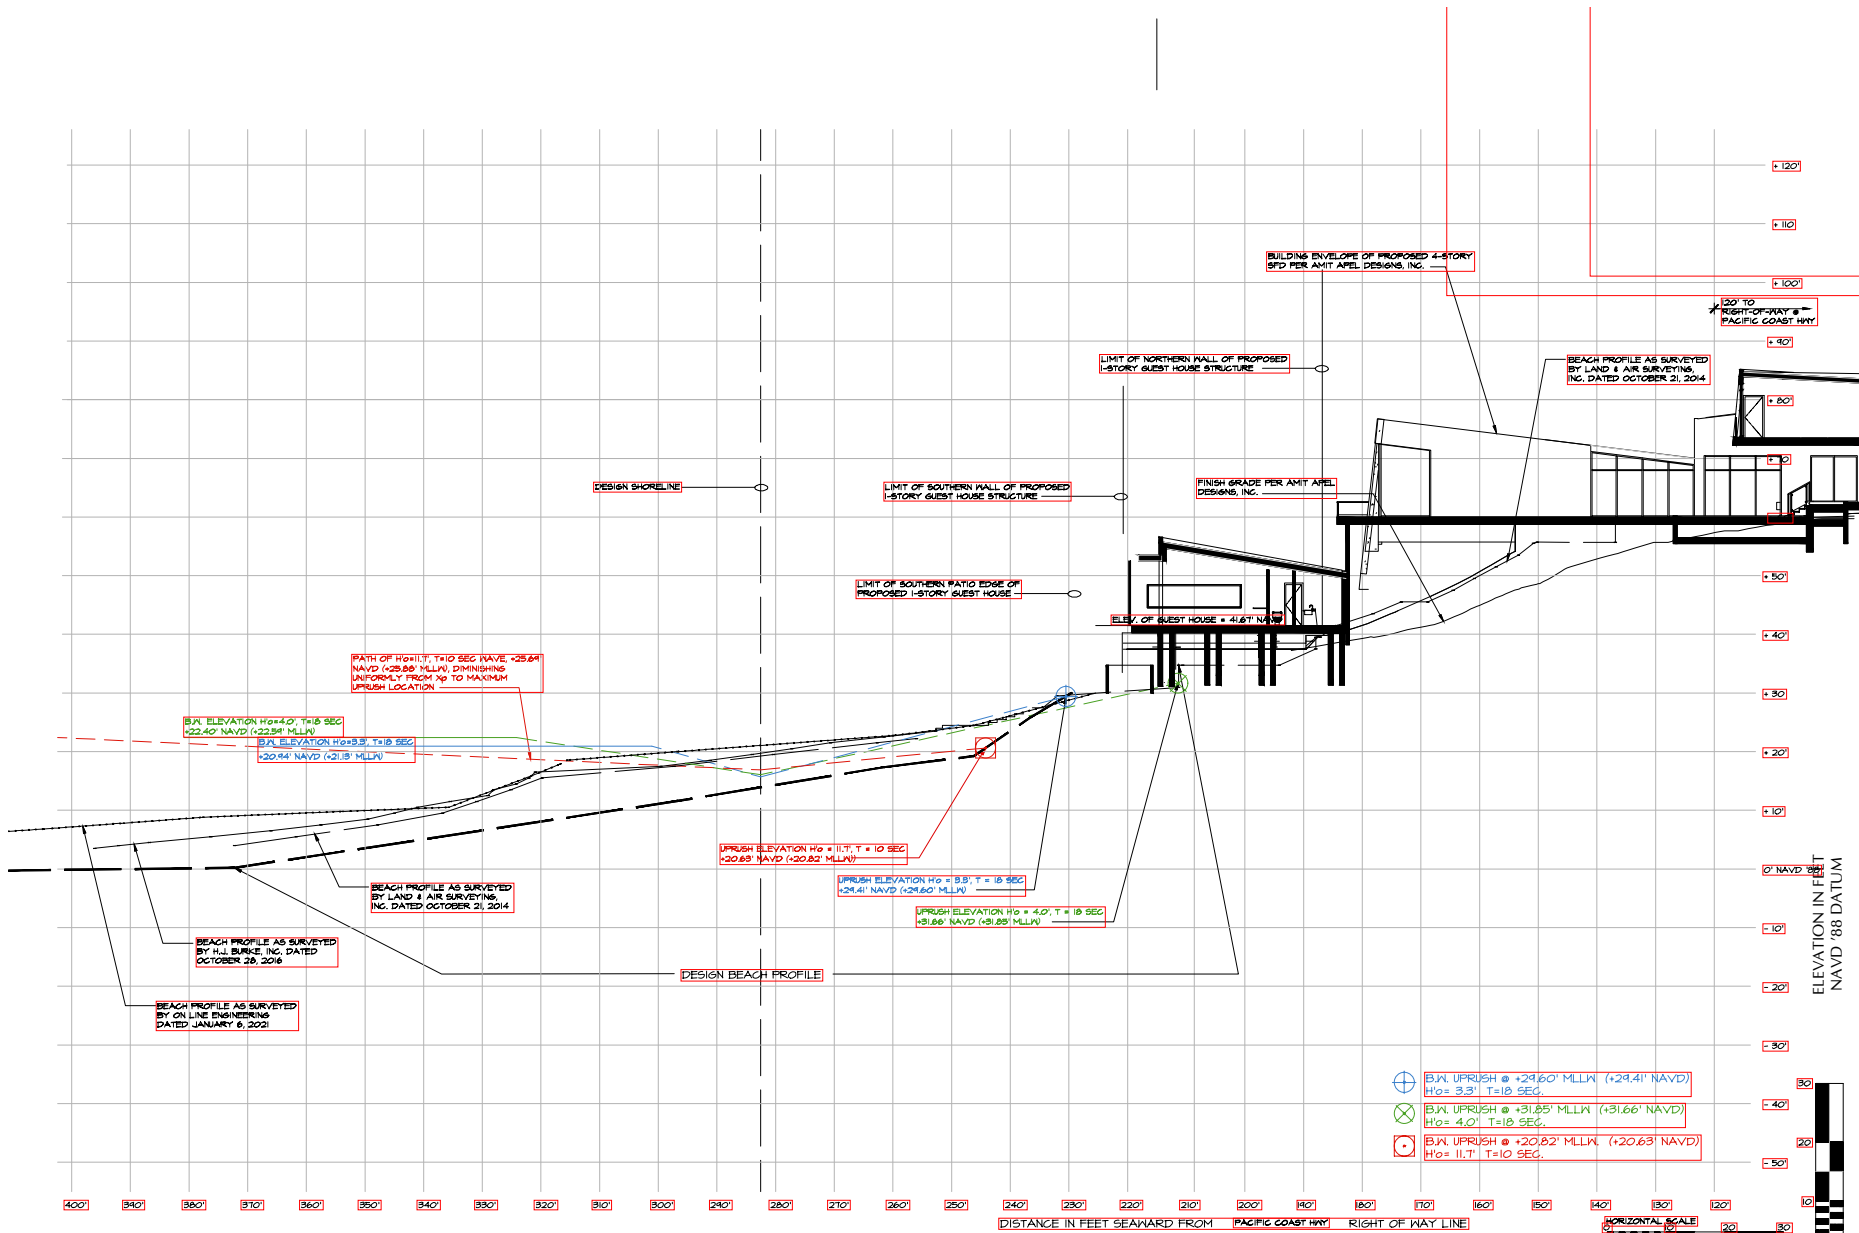 + 120'
+ 110
+ 100'
+ 90'
+ 80'
+ 50'
+ 40'
+ 30
+ 20'
+ 10'
0' NAVD '88
- 10'
- 20'
- 30'
- 40'
- 50'
BUILDING ENVELOPE OF PROPOSED 4-STORY
SFD PER AMIT APEL DESIGNS, INC.
120' TO
RIGHT-OF-WAY @
PACIFIC COAST HWY
LIMIT OF NORTHERN WALL OF PROPOSED
1-STORY GUEST HOUSE STRUCTURE
BEACH PROFILE AS SURVEYED
BY LAND & AIR SURVEYING,
INC. DATED OCTOBER 21, 2014
DESIGN SHORELINE
LIMIT OF SOUTHERN WALL OF PROPOSED
1-STORY GUEST HOUSE STRUCTURE
FINISH GRADE PER AMIT APEL
DESIGNS, INC.
LIMIT OF SOUTHERN PATIO EDGE OF
PROPOSED 1-STORY GUEST HOUSE
ELEV. OF GUEST HOUSE = 41.67' NAVD
PATH OF H'o=11.7', T=10 SEC WAVE, +25.69'
NAVD (+25.88' MLLW), DIMINISHING
UNIFORMLY FROM Xp TO MAXIMUM
UPRUSH LOCATION
B.W. ELEVATION H'o=4.0', T=18 SEC
+22.40' NAVD (+22.59' MLLW)
B.W. ELEVATION H'o=3.3', T=18 SEC
+20.94' NAVD (+21.13' MLLW)
UPRUSH ELEVATION H'o = 11.7', T = 10 SEC
+20.63' NAVD (+20.82' MLLW)
UPRUSH ELEVATION H'o = 3.3', T = 18 SEC
+29.41' NAVD (+29.60' MLLW)
UPRUSH ELEVATION H'o = 4.0', T = 18 SEC
+31.66' NAVD (+31.85' MLLW)
BEACH PROFILE AS SURVEYED
BY LAND & AIR SURVEYING,
INC. DATED OCTOBER 21, 2014
BEACH PROFILE AS SURVEYED
BY H.J. BURKE, INC. DATED
OCTOBER 28, 2016
DESIGN BEACH PROFILE
BEACH PROFILE AS SURVEYED
BY ON LINE ENGINEERING
DATED JANUARY 6, 2021
ELEVATION IN FEET
NAVD '88 DATUM
B.W. UPRUSH @ +29.60' MLLW (+29.41' NAVD)
H'o= 3.3' T=18 SEC.
B.W. UPRUSH @ +31.85' MLLW (+31.66' NAVD)
H'o= 4.0' T=18 SEC.
B.W. UPRUSH @ +20.82' MLLW. (+20.63' NAVD)
H'o= 11.7' T=10 SEC.
30
20
10
400' 390' 380' 370' 360' 350' 340' 330' 320' 310' 300' 290' 280' 270' 260' 250' 240' 230' 220' 210' 200' 190' 180' 170' 160' 150' 140' 130' 120'
DISTANCE IN FEET SEAWARD FROM PACIFIC COAST HWY RIGHT OF WAY LINE
HORIZONTAL SCALE
0 10 20 30